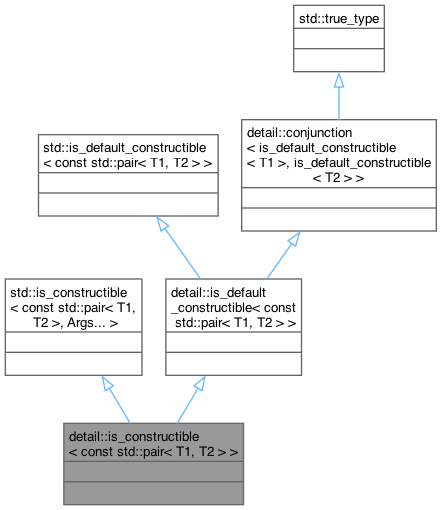 std::true_type
detail::conjunction
< is_default_constructible
< T1 >, is_default_constructible
< T2 > >
std::is_default_constructible
< const std::pair< T1, T2 > >
std::is_constructible
< const std::pair< T1,
T2 >, Args... >
detail::is_default
_constructible< const
std::pair< T1, T2 > >
detail::is_constructible
< const std::pair< T1, T2 > >